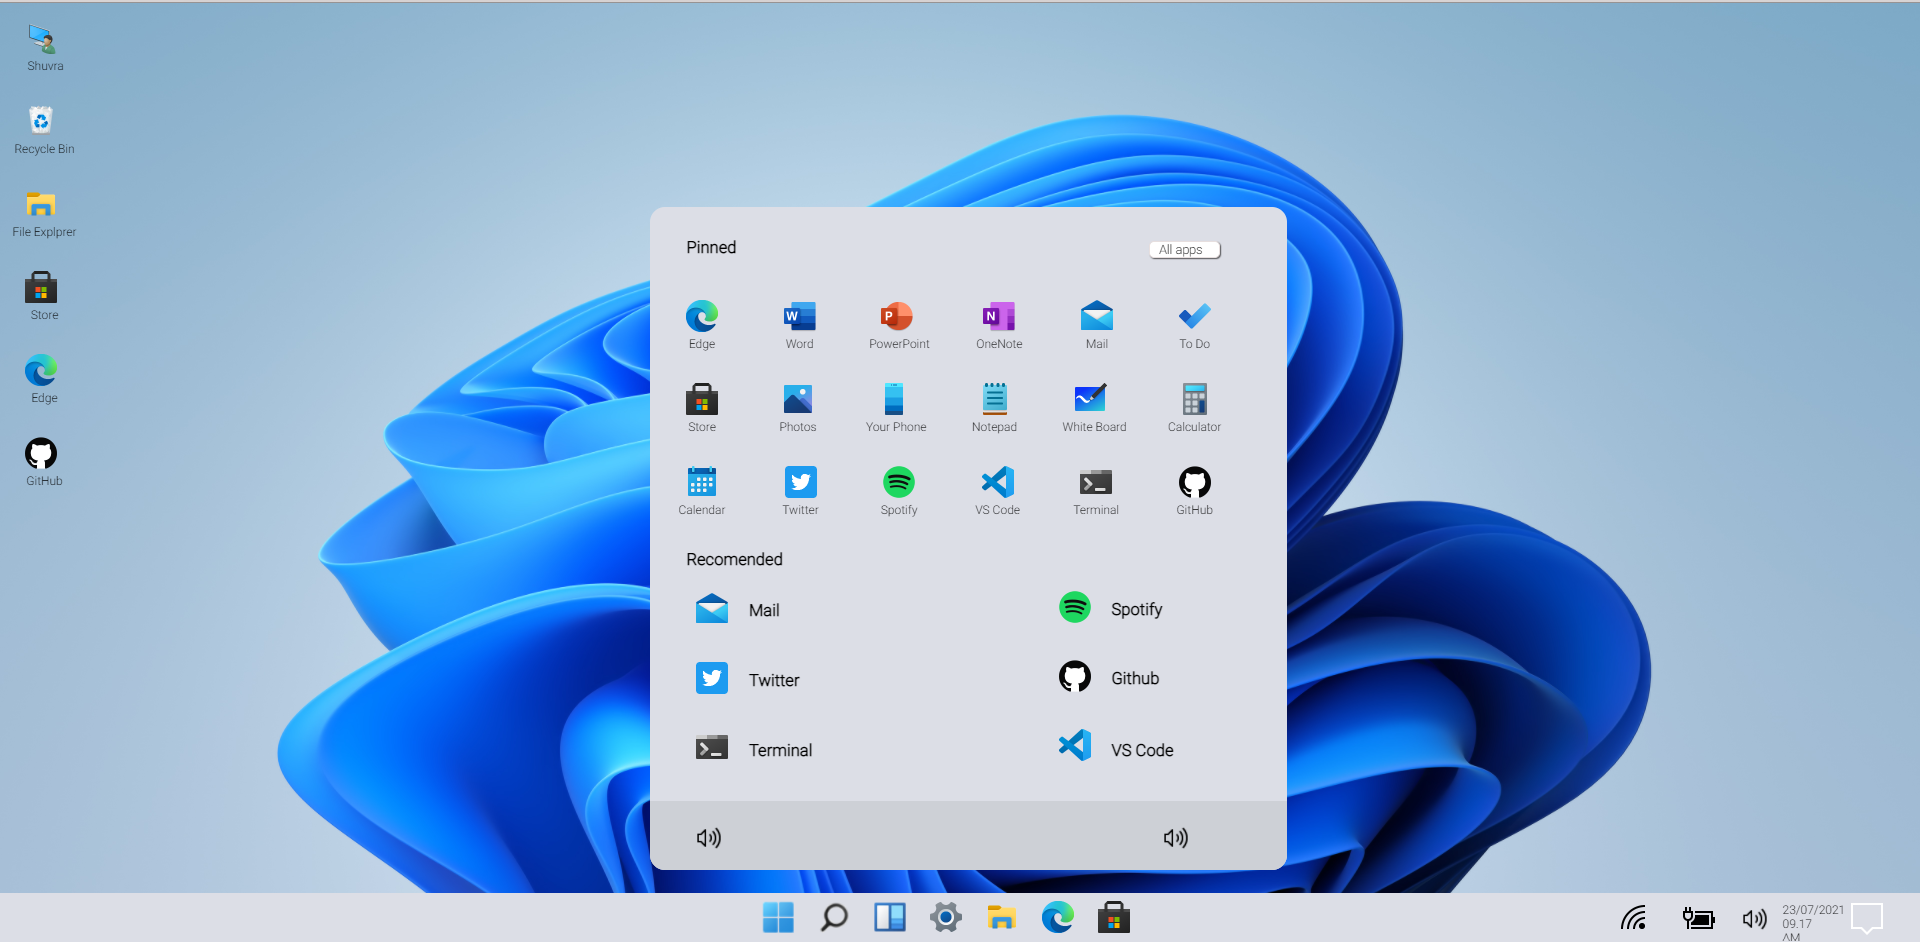 Shuvra
Recycle Bin
File Explprer
Store
Edge
GitHub
Pinned
All apps
Edge
Word
PowerPoint
OneNote
Mail
To Do
Store
Photos
Your Phone
Notepad
White Board
Calculator
Calendar
Twitter
Spotify
VS Code
Terminal
GitHub
Recomended
Mail
Spotify
Twitter
Github
Terminal
VS Code
23/07/2021
09.17
AM